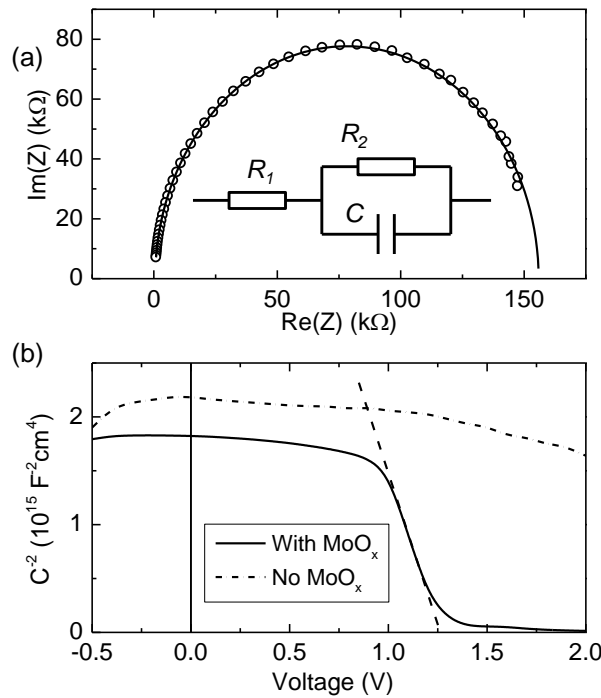 (a)
80
60
40
20
0
Im(Z) (kΩ)
R₁
R₂
C
0 50 100 150
Re(Z) (kΩ)
(b)
2
1
0
C⁻² (10¹⁵ F⁻²cm⁴)
With MoOₓ
No MoOₓ
-0.5 0.0 0.5 1.0 1.5 2.0
Voltage (V)